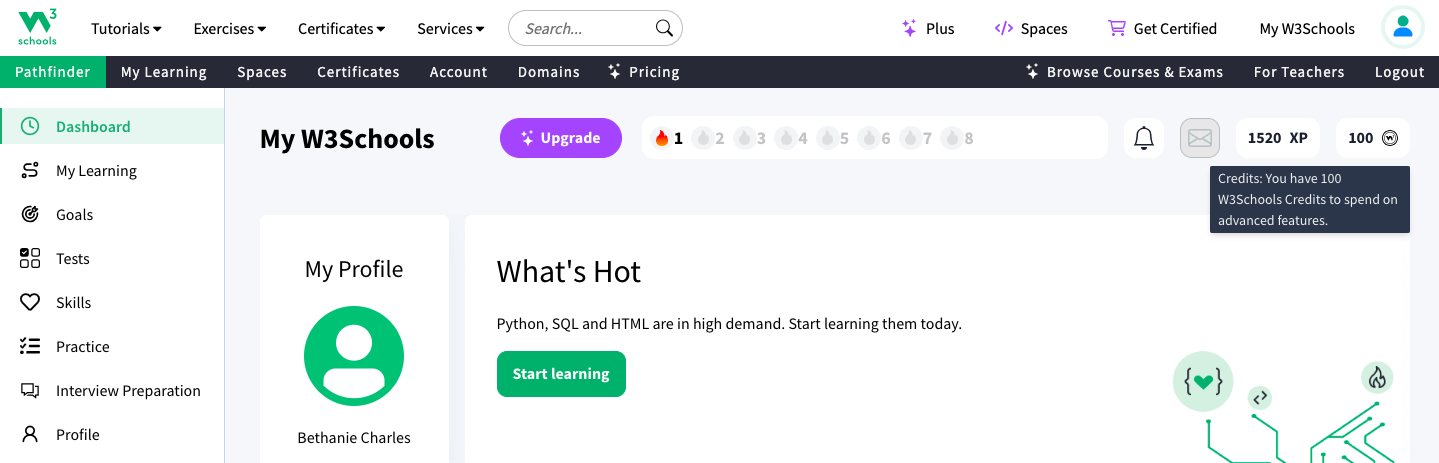 W3 schools
Tutorials Exercises Certificates Services Search... Plus </> Spaces Get Certified My W3Schools
Pathfinder My Learning Spaces Certificates Account Domains Pricing Browse Courses & Exams For Teachers Logout
Dashboard
My Learning
Goals
Tests
Skills
Practice
Interview Preparation
Profile
My W3Schools Upgrade 1 2 3 4 5 6 7 8 1520 XP 100
Credits: You have 100
W3Schools Credits to spend on
advanced features.
My Profile
Bethanie Charles
What's Hot
Python, SQL and HTML are in high demand. Start learning them today.
Start learning